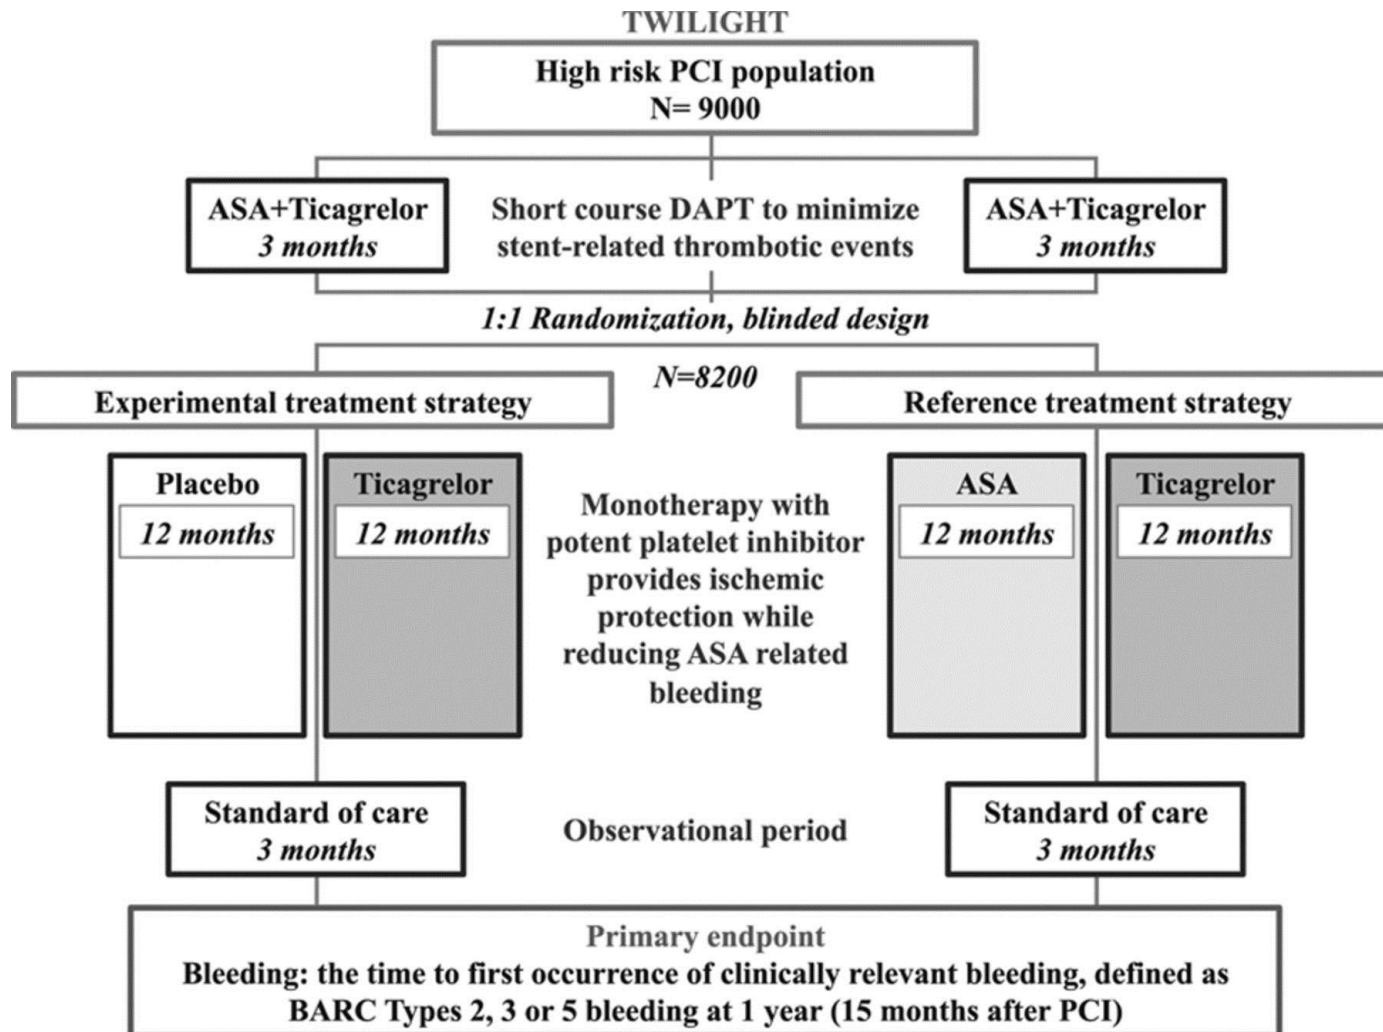 TWILIGHT
High risk PCI population
N= 9000
ASA+Ticagrelor
3 months
Short course DAPT to minimize
stent-related thrombotic events
ASA+Ticagrelor
3 months
1:1 Randomization, blinded design
N=8200
Experimental treatment strategy
Reference treatment strategy
Placebo
12 months
Ticagrelor
12 months
Monotherapy with
potent platelet inhibitor
provides ischemic
protection while
reducing ASA related
bleeding
ASA
12 months
Ticagrelor
12 months
Standard of care
3 months
Observational period
Standard of care
3 months
Primary endpoint
Bleeding: the time to first occurrence of clinically relevant bleeding, defined as
BARC Types 2, 3 or 5 bleeding at 1 year (15 months after PCI)